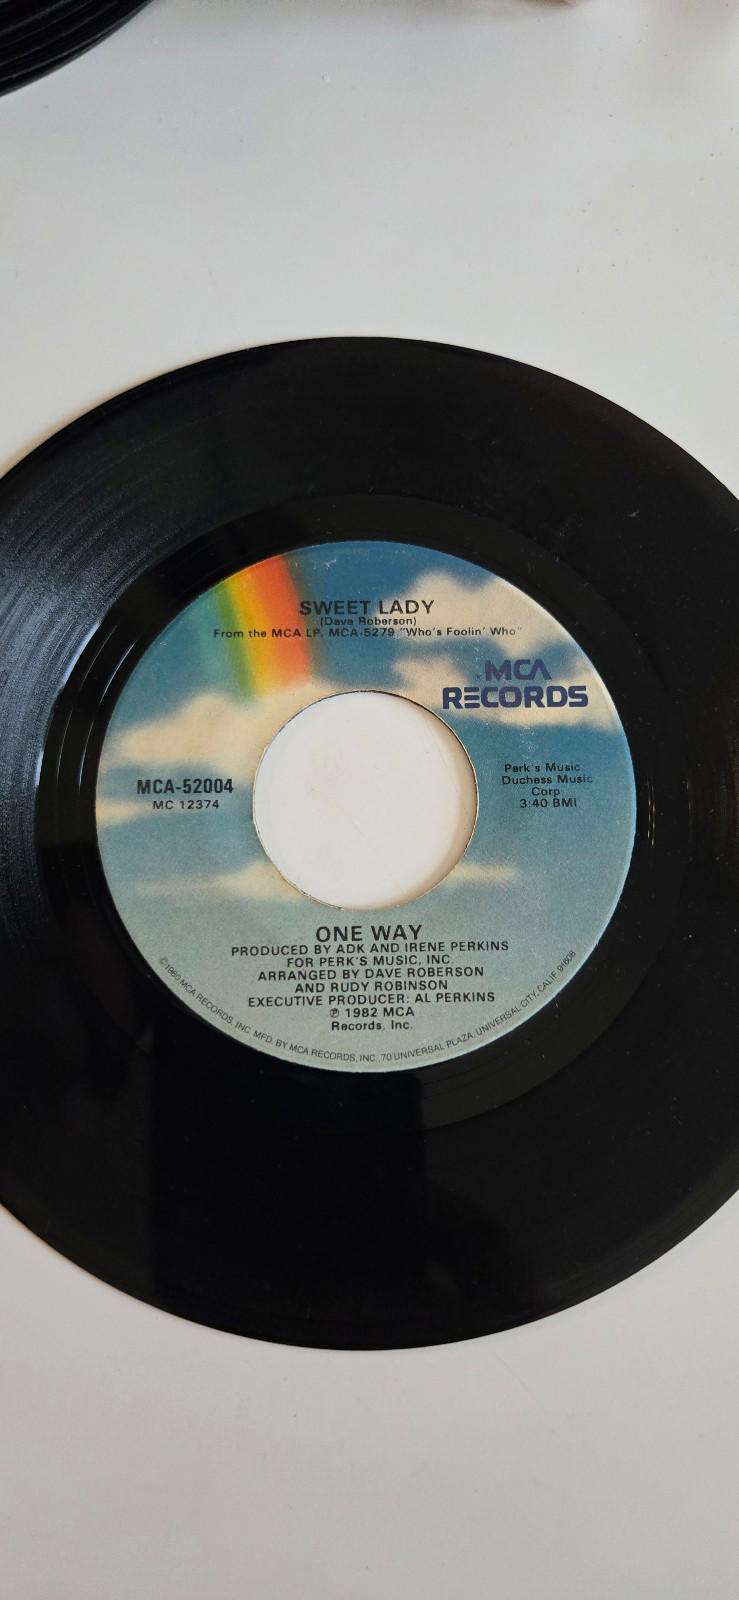 SWEET LADY
(Dave Roberson)
From the MCA LP, MCA-5279 "Who's Foolin' Who"
MCA
RECORDS
MCA-52004
MC 12374
Perk's Music
Duchess Music
Corp.
3:40 BMI
ONE WAY
PRODUCED BY ADK AND IRENE PERKINS
FOR PERK'S MUSIC, INC.
ARRANGED BY DAVE ROBERSON
AND RUDY ROBINSON
EXECUTIVE PRODUCER: AL PERKINS
℗ 1982 MCA
Records, Inc.
©1980 MCA RECORDS, INC. MFD. BY MCA RECORDS, INC., 70 UNIVERSAL PLAZA, UNIVERSAL CITY, CALIF. 91608